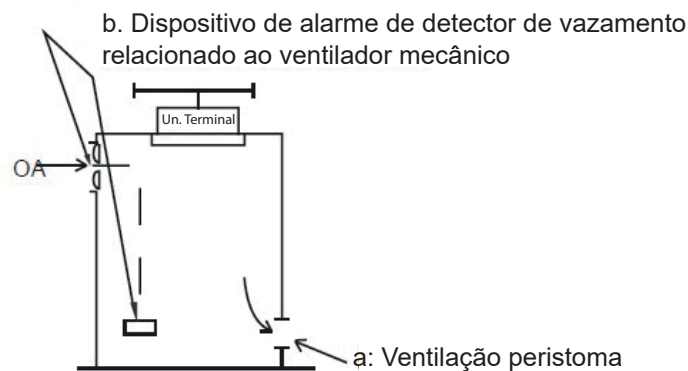 b. Dispositivo de alarme de detector de vazamento
relacionado ao ventilador mecânico
Un. Terminal
OA
a: Ventilação peristoma